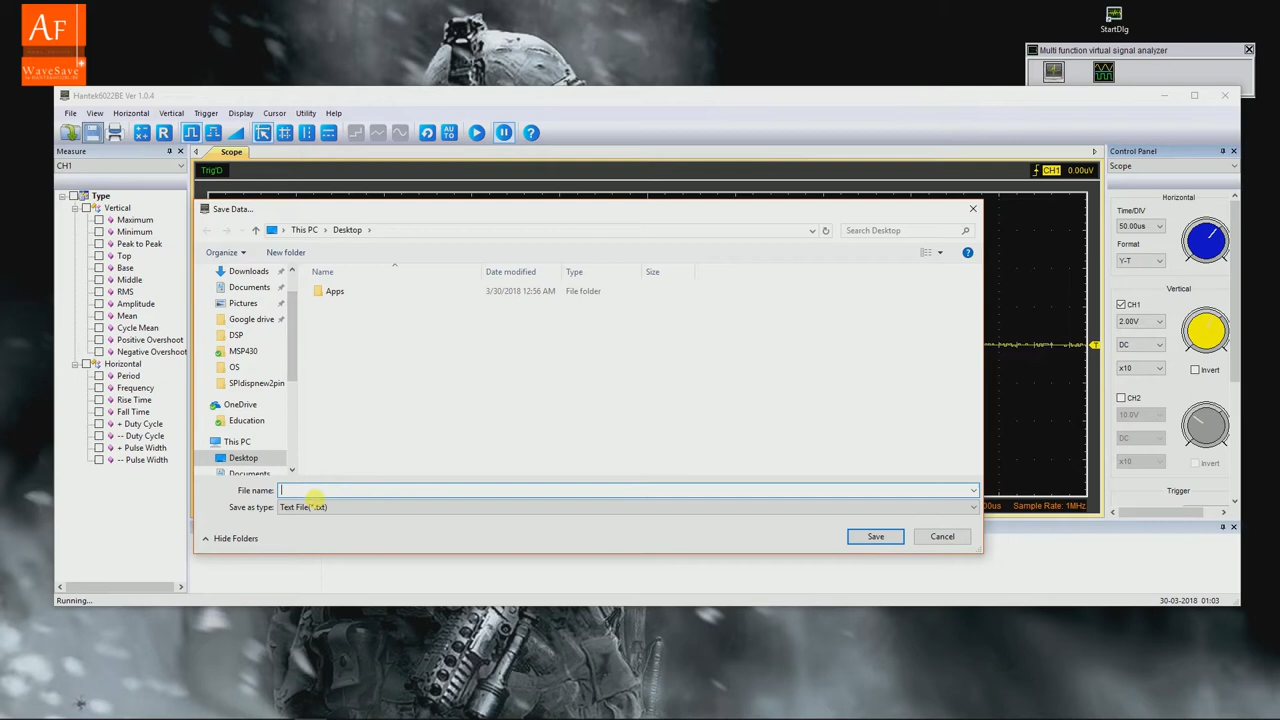 AF
WaveSave
StartDlg
Multi function virtual signal analyzer
Hantek6022BE Ver 1.0.4
File View Horizontal Vertical Trigger Display Cursor Utility Help
Measure
CH1
Type
Vertical
Maximum
Minimum
Peak to Peak
Top
Base
Middle
RMS
Amplitude
Mean
Cycle Mean
Positive Overshoot
Negative Overshoot
Horizontal
Period
Frequency
Rise Time
Fall Time
+ Duty Cycle
-- Duty Cycle
+ Pulse Width
-- Pulse Width
Scope
Trig'D
CH1 0.00uV
Save Data...
This PC Desktop
Search Desktop
Organize New folder
Name Date modified Type Size
Apps 3/30/2018 12:56 AM File folder
Downloads
Documents
Pictures
Google drive
DSP
MSP430
OS
SPIdispnew2pin
OneDrive
Education
This PC
Desktop
Documents
File name:
Save as type: Text File(*.txt)
Hide Folders
Save Cancel
00us Sample Rate: 1MHz
Control Panel
Scope
Horizontal
Time/DIV
50.00us
Format
Y-T
Vertical
CH1
2.00V
DC
x10
Invert
CH2
10.0V
DC
x10
Invert
Trigger
Running...
30-03-2018 01:03